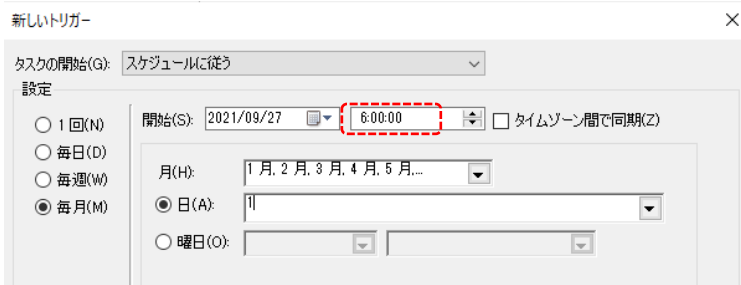 新しいトリガー
タスクの開始(G): スケジュールに従う
設定
1 回(N)
毎日(D)
毎週(W)
毎月(M)
開始(S): 2021/09/27 6:00:00 タイムゾーン間で同期(Z)
月(H): 1 月, 2 月, 3 月, 4 月, 5 月,...
日(A): 1
曜日(O):